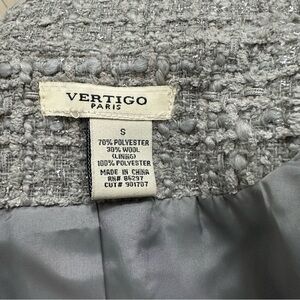 VERTIGO
PARIS
S
70% POLYESTER
30% WOOL
(LINING)
100% POLYESTER
MADE IN CHINA
RN# 86297
CUT# 901707